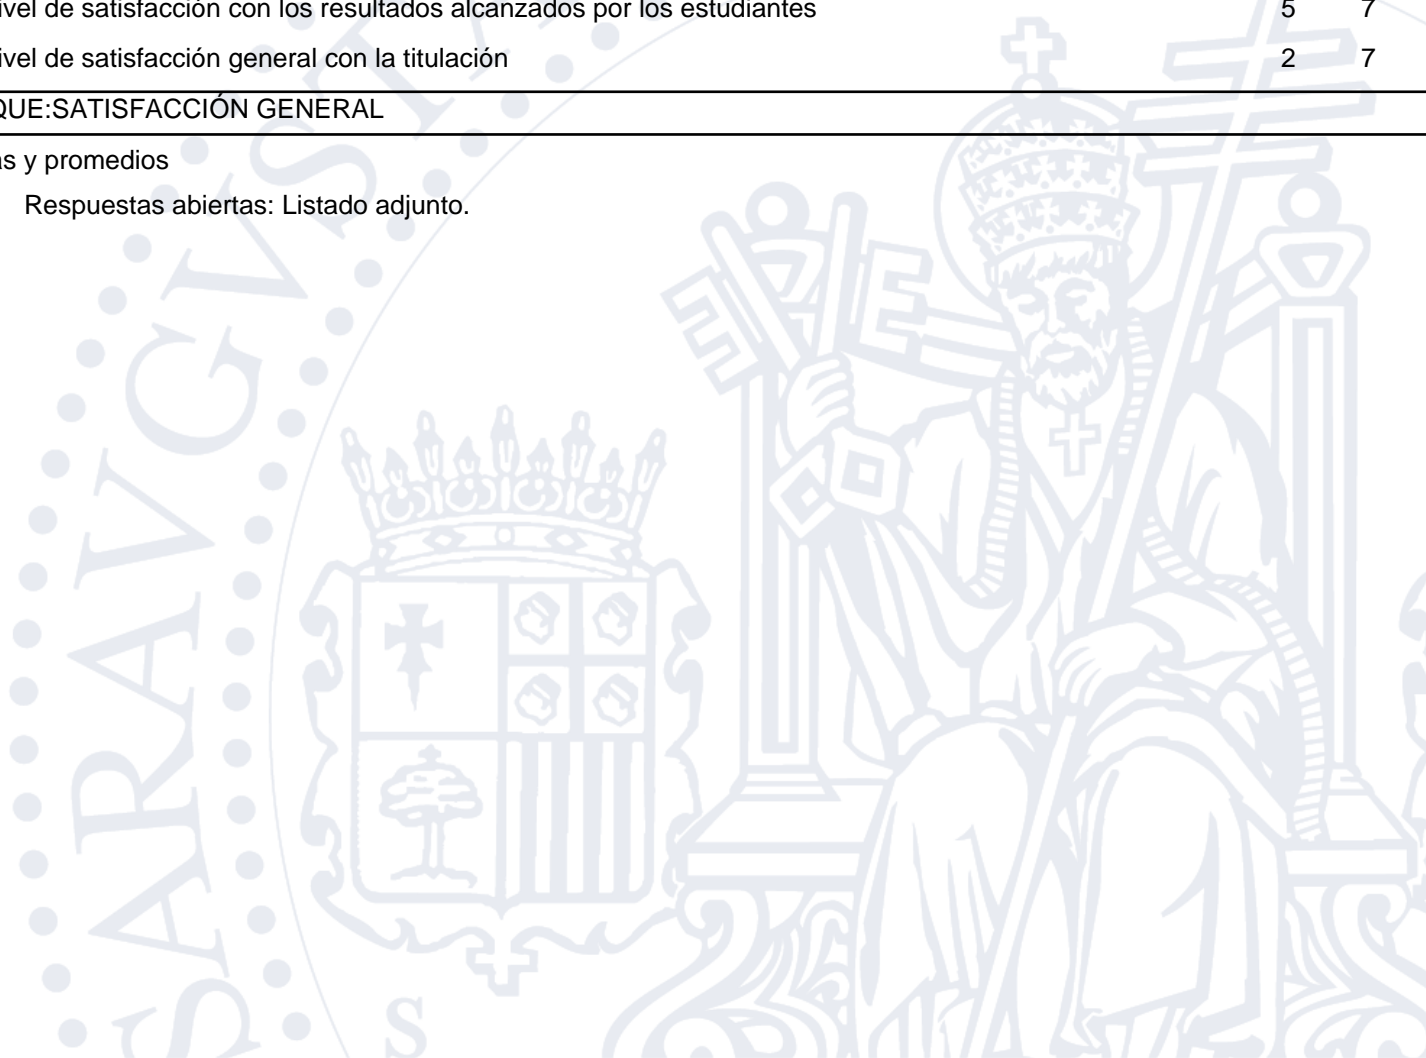 ivel de satisfacción con los resultados alcanzados por los estudiantes 5 7
ivel de satisfacción general con la titulación 2 7
QUE:SATISFACCIÓN GENERAL
as y promedios
Respuestas abiertas: Listado adjunto.
SARAVGVST
S